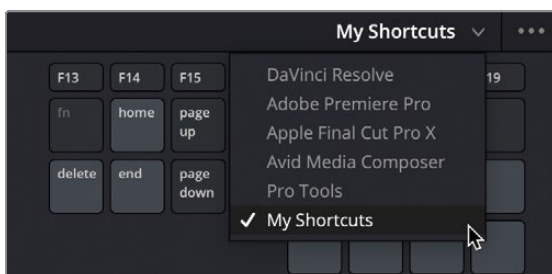 My Shortcuts
F13 F14 F15 19
DaVinci Resolve
Adobe Premiere Pro
fn home page up
Apple Final Cut Pro X
Avid Media Composer
delete end page down
Pro Tools
✓ My Shortcuts